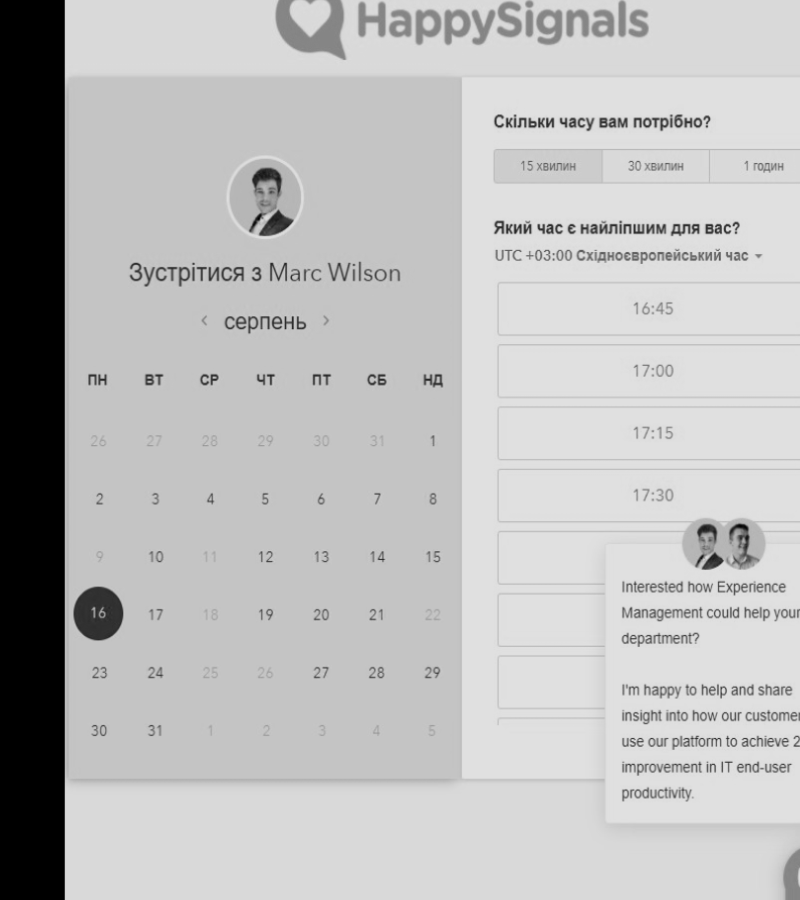 HappySignals
Зустрітися з Marc Wilson
серпень
ПН ВТ СР ЧТ ПТ СБ НД
26 27 28 29 30 31 1
2 3 4 5 6 7 8
9 10 11 12 13 14 15
16 17 18 19 20 21 22
23 24 25 26 27 28 29
30 31 1 2 3 4 5
Скільки часу вам потрібно?
15 хвилин 30 хвилин 1 годин
Який час є найліпшим для вас?
UTC +03:00 Східноєвропейський час
16:45
17:00
17:15
17:30
Interested how Experience
Management could help your
department?
I'm happy to help and share
insight into how our customer
use our platform to achieve 2
improvement in IT end-user
productivity.